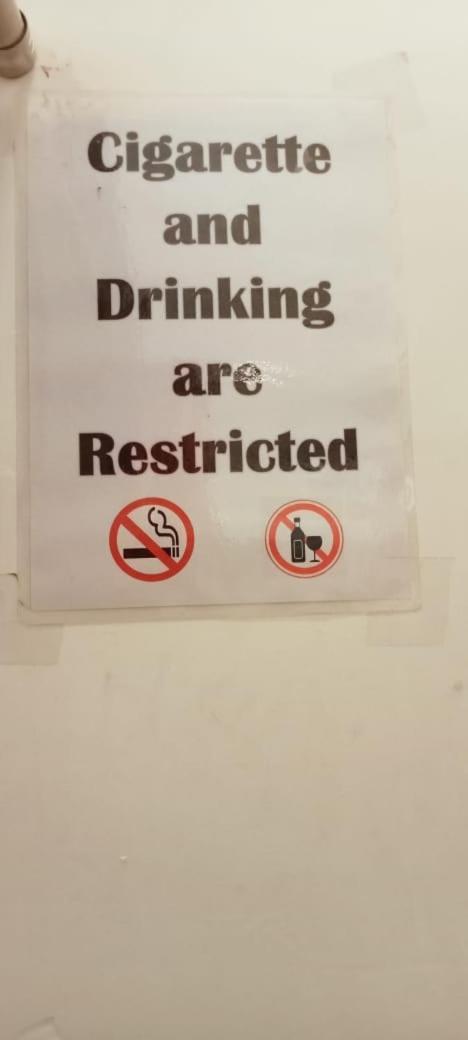 Cigarette
and
Drinking
are
Restricted